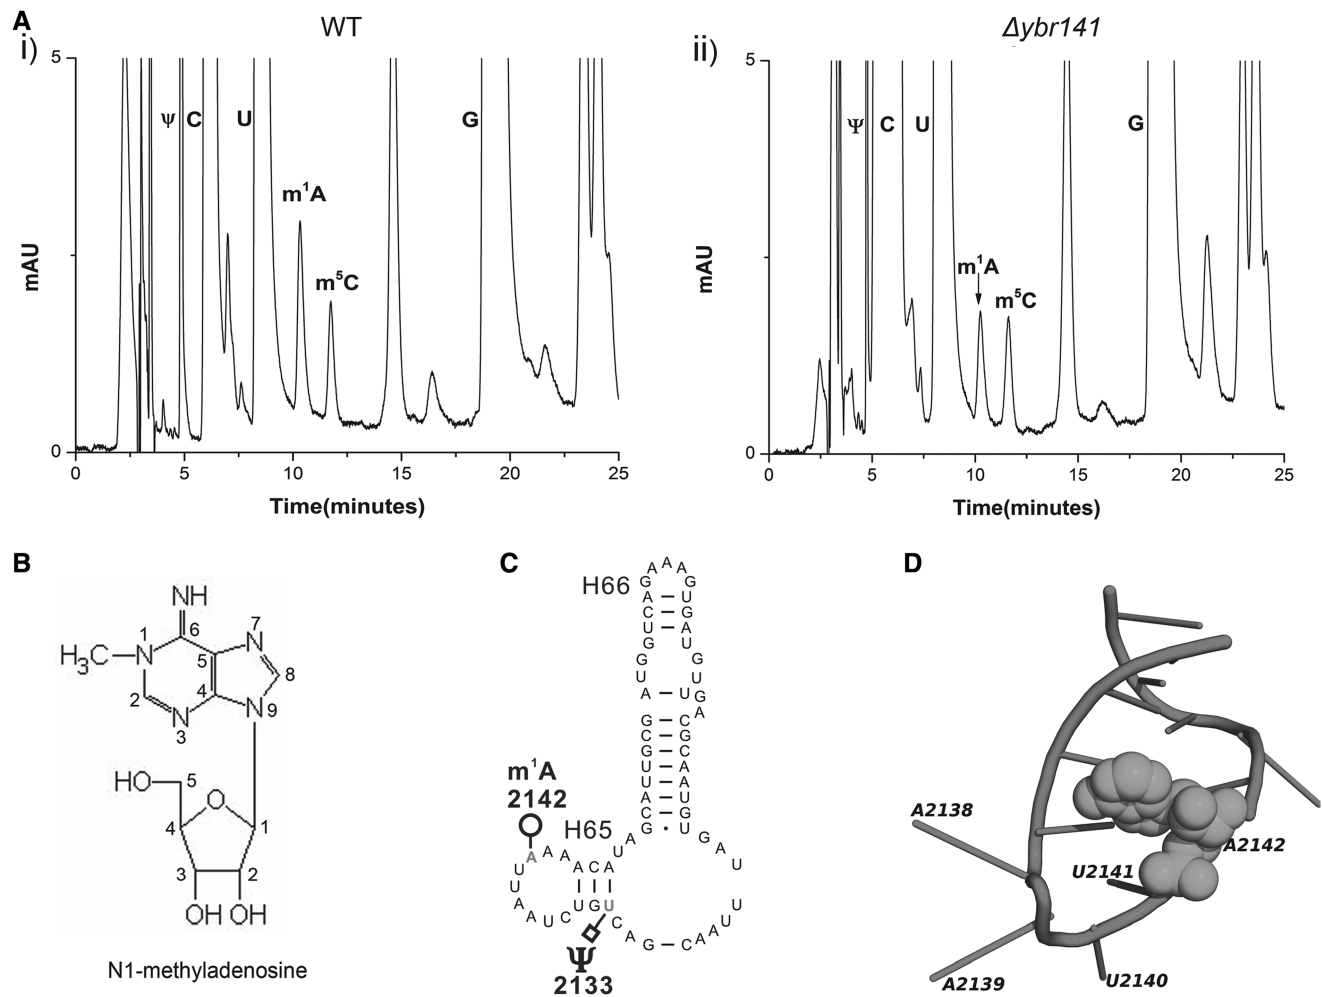 A
i)
WT
5
mAU
0
ψ
C
U
m¹A
m⁵C
G
0 5 10 15 20 25
Time(minutes)
ii)
Δybr141
5
mAU
0
Ψ
C
U
m¹A
m⁵C
G
0 5 10 15 20 25
Time(minutes)
B
NH
H₃C
N
N
N
N
1
2
3
4
5
6
7
8
9
HO
O
5
4
3
2
1
OH OH
N1-methyladenosine
C
H66
H65
m¹A
2142
Ψ
2133
D
A2138
U2141
A2142
A2139
U2140